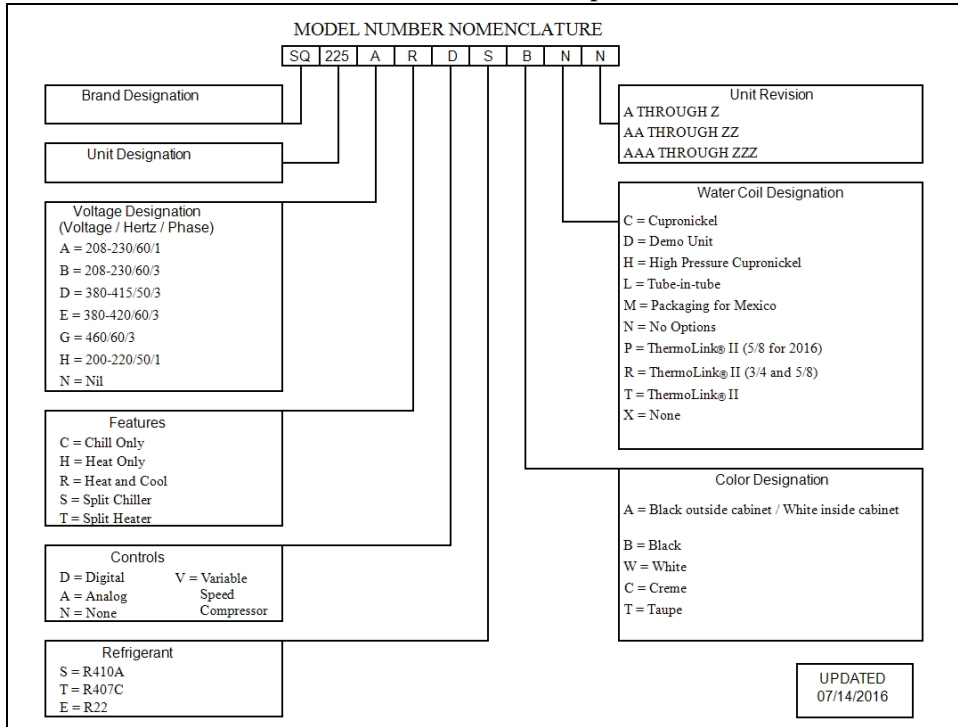 MODEL NUMBER NOMENCLATURE
SQ 225 A R D S B N N
Brand Designation
Unit Designation
Voltage Designation
(Voltage / Hertz / Phase)
A = 208-230/60/1
B = 208-230/60/3
D = 380-415/50/3
E = 380-420/60/3
G = 460/60/3
H = 200-220/50/1
N = Nil
Features
C = Chill Only
H = Heat Only
R = Heat and Cool
S = Split Chiller
T = Split Heater
Controls
D = Digital
A = Analog
N = None
V = Variable
Speed
Compressor
Refrigerant
S = R410A
T = R407C
E = R22
Unit Revision
A THROUGH Z
AA THROUGH ZZ
AAA THROUGH ZZZ
Water Coil Designation
C = Cupronickel
D = Demo Unit
H = High Pressure Cupronickel
L = Tube-in-tube
M = Packaging for Mexico
N = No Options
P = ThermoLink® II (5/8 for 2016)
R = ThermoLink® II (3/4 and 5/8)
T = ThermoLink® II
X = None
Color Designation
A = Black outside cabinet / White inside cabinet
B = Black
W = White
C = Creme
T = Taupe
UPDATED
07/14/2016